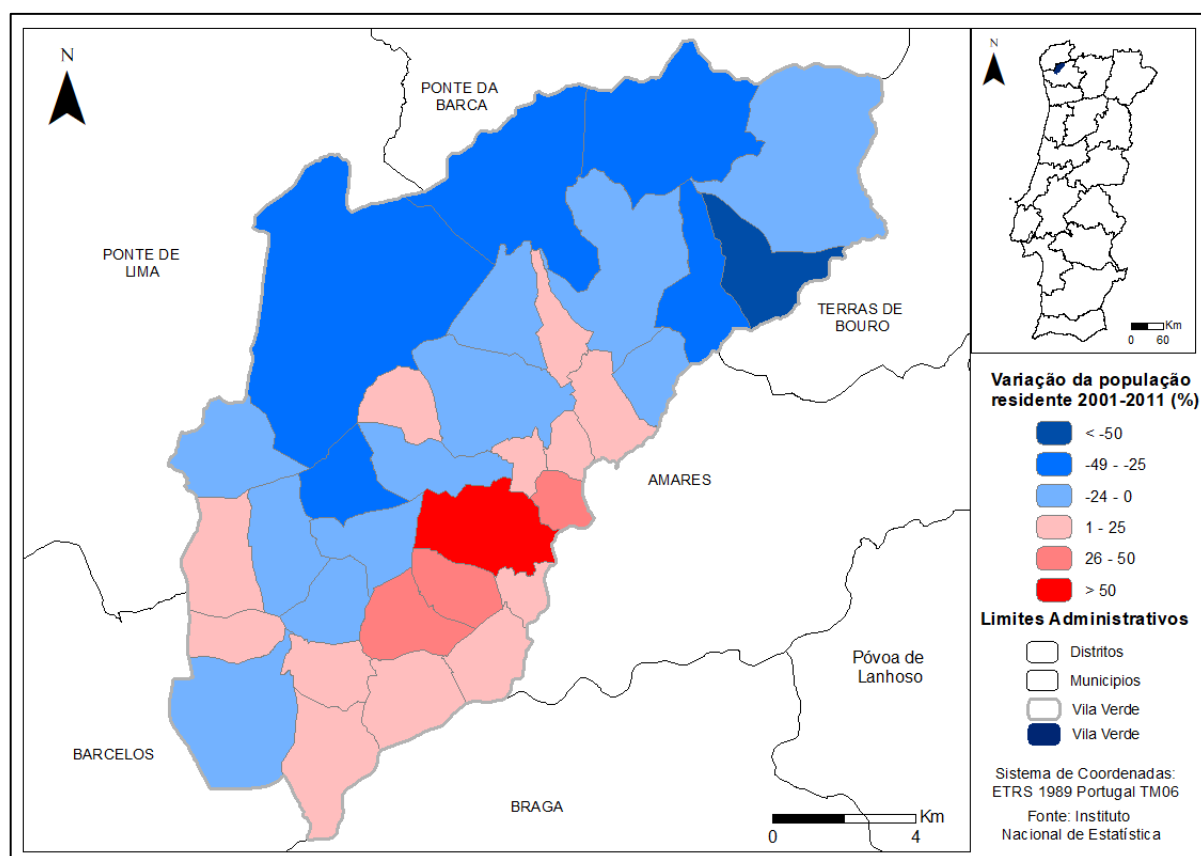 N
PONTE DA
BARCA
PONTE DE
LIMA
TERRAS DE
BOURO
AMARES
BARCELOS
BRAGA
Póvoa de
Lanhoso
Km
0 4
N
Km
0 60
Variação da população
residente 2001-2011 (%)
< -50
-49 - -25
-24 - 0
1 - 25
26 - 50
> 50
Limites Administrativos
Distritos
Municípios
Vila Verde
Vila Verde
Sistema de Coordenadas:
ETRS 1989 Portugal TM06
Fonte: Instituto
Nacional de Estatística